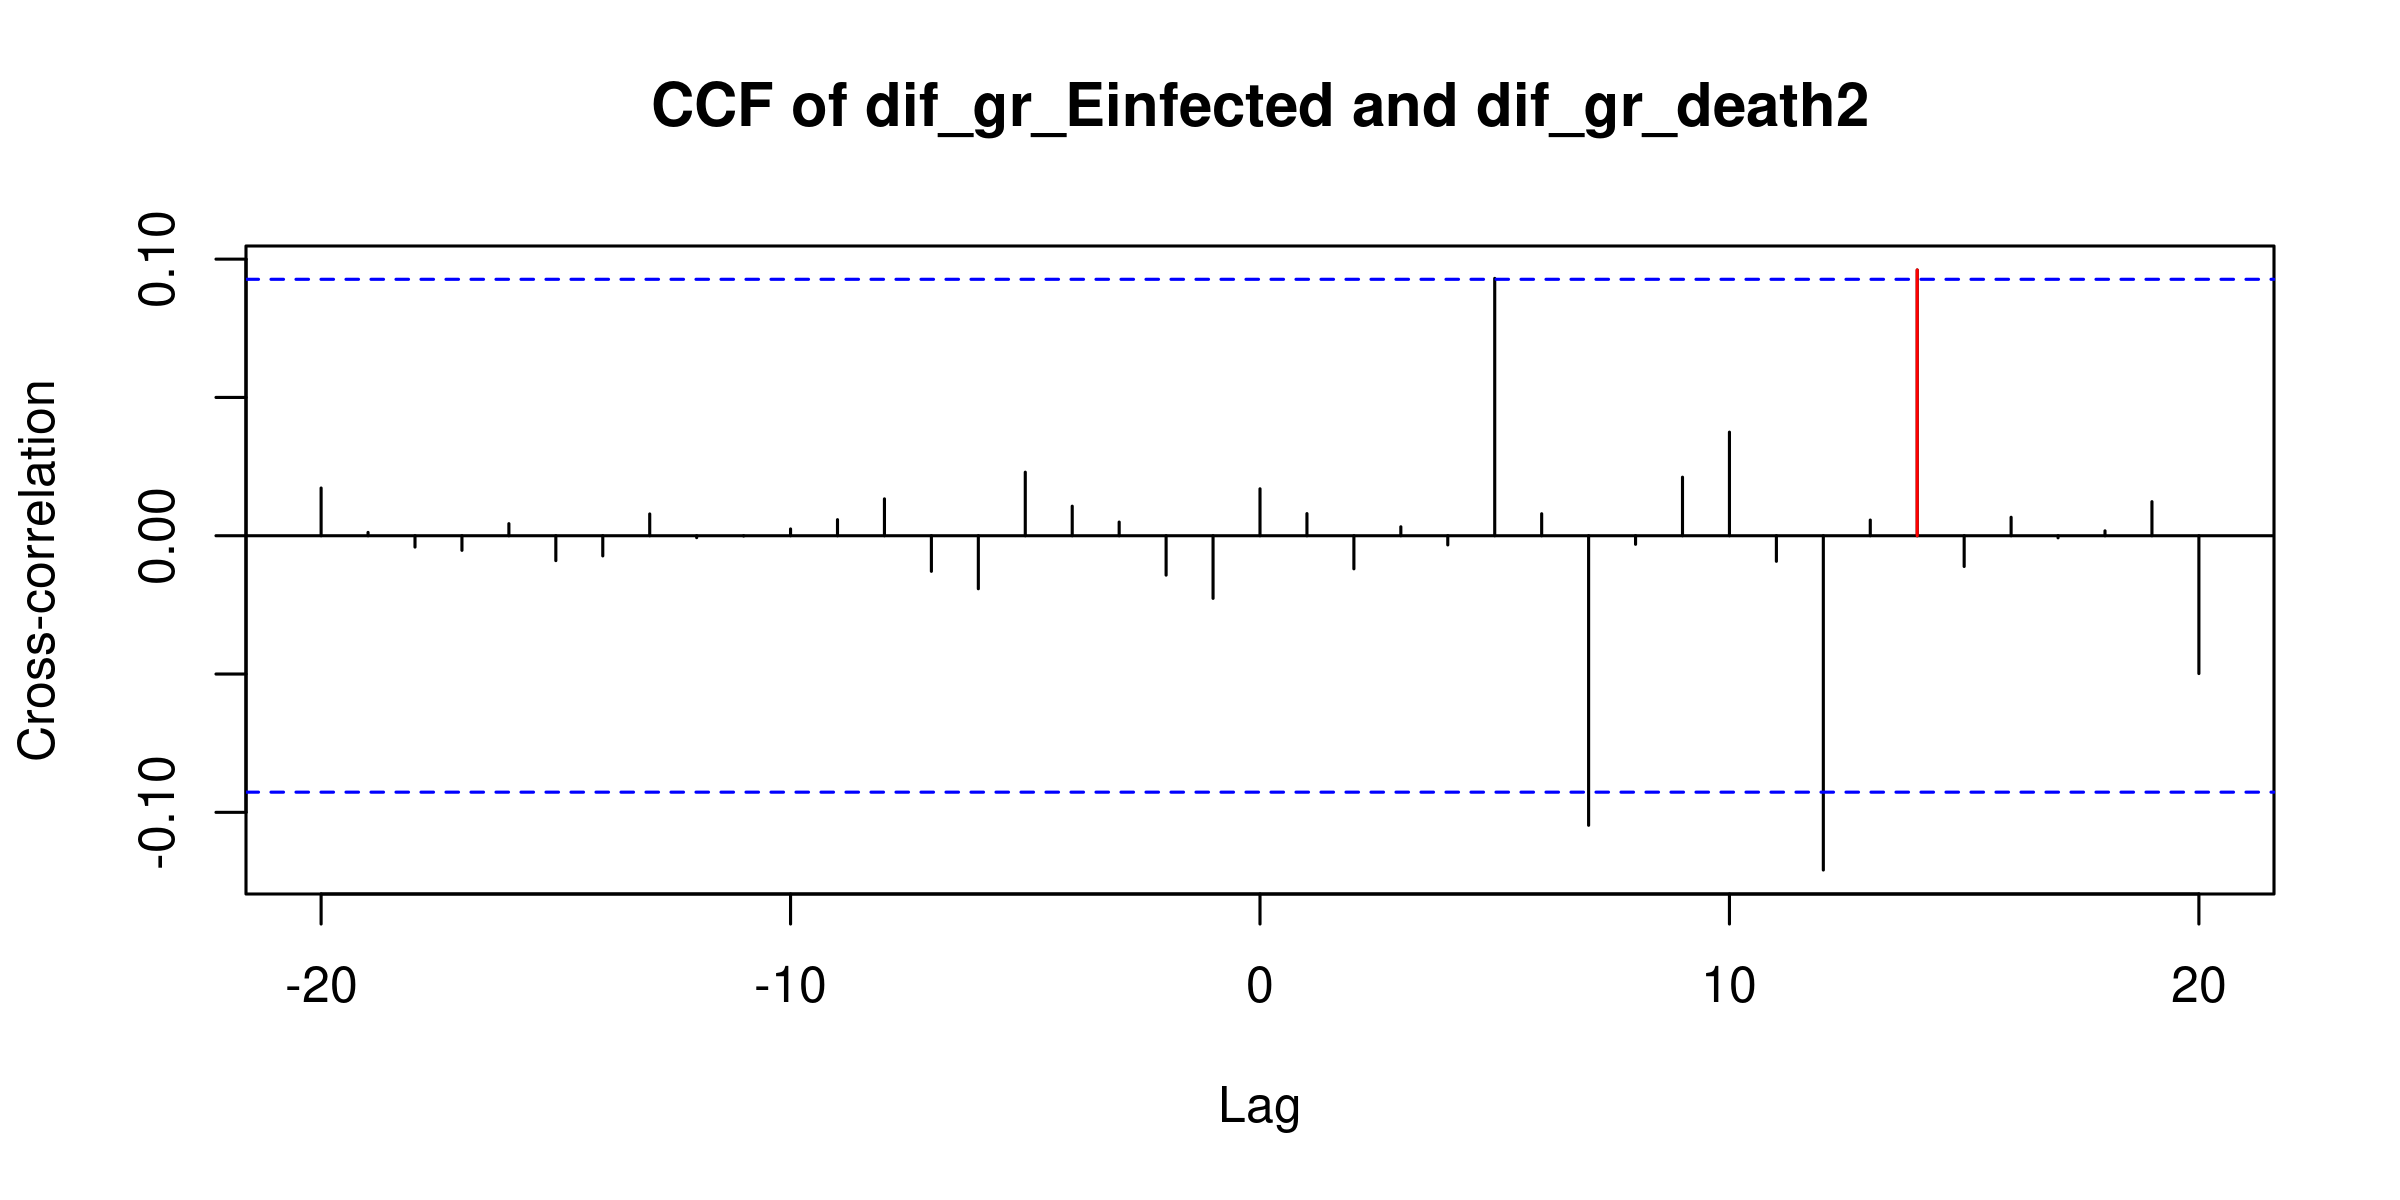 CCF of dif_gr_Einfected and dif_gr_death2
Cross-correlation
0.10
0.00
-0.10
-20 -10 0 10 20
Lag